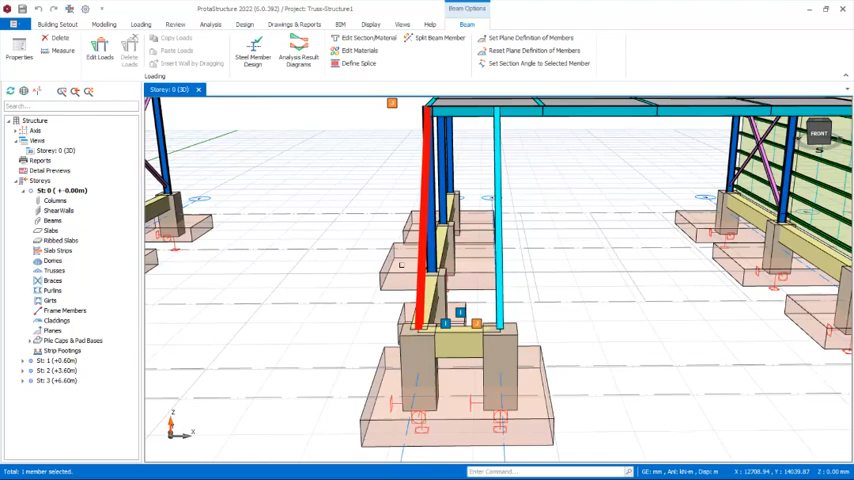 ProtaStructure 2022 (6.0.392) / Project: Truss-Structure1
Beam Options
Building Setout Modeling Loading Review Analysis Design Drawings & Reports BIM Display Views Help Beam
Properties
Delete
Measure
Edit Loads
Delete Loads
Copy Loads
Paste Loads
Insert Wall by Dragging
Loading
Steel Member Design
Analysis Result Diagrams
Edit Section/Material
Edit Materials
Define Splice
Split Beam Member
Set Plane Definition of Members
Reset Plane Definition of Members
Set Section Angle to Selected Member
Storey: 0 (3D)
Search...
Structure
Axis
Views
Storey: 0 (3D)
Reports
Detail Previews
Storeys
St: 0 ( +-0.00m)
Columns
ShearWalls
Beams
Slabs
Ribbed Slabs
Slab Strips
Domes
Trusses
Braces
Purlins
Girts
Frame Members
Claddings
Planes
Pile Caps & Pad Bases
Strip Footings
St: 1 (+0.60m)
St: 2 (+3.60m)
St: 3 (+6.60m)
FRONT
S
Z
X
Total: 1 member selected.
Enter Command...
GE: mm , Anl: kN-m , Disp: m
X : 12708.94 , Y : 14039.87
Z : 0.00 mm